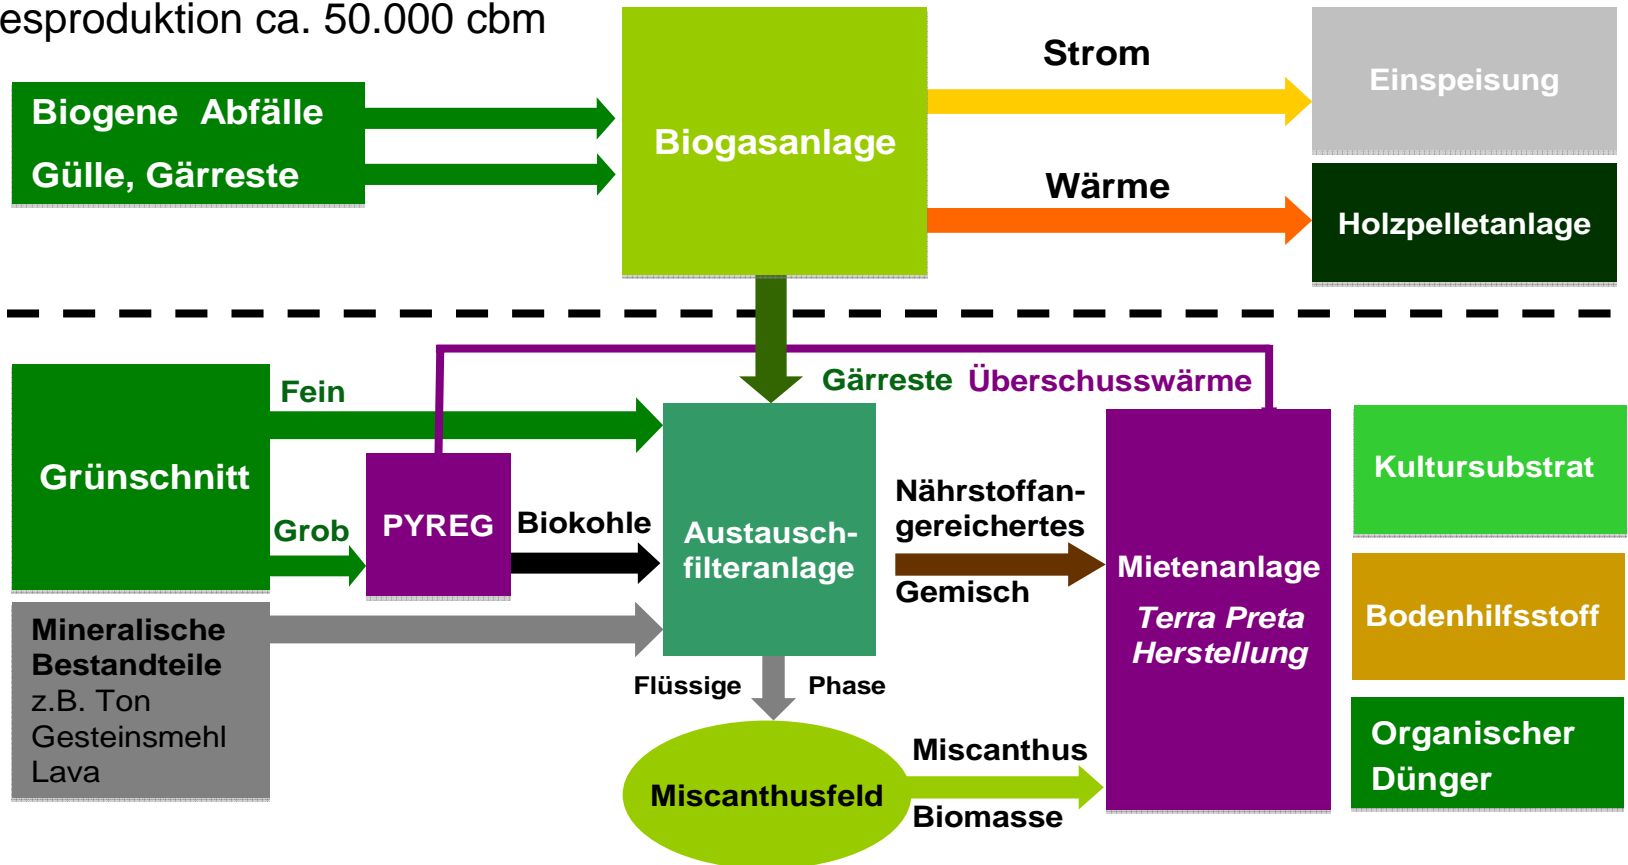 esproduktion ca. 50.000 cbm
Biogene Abfälle
Gülle, Gärreste
Biogasanlage
Strom
Einspeisung
Wärme
Holzpelletanlage
Gärreste
Überschusswärme
Grünschnitt
Fein
Grob
PYREG
Biokohle
Austausch-
filteranlage
Nährstoffan-
gereichertes
Gemisch
Mietenanlage
Terra Preta
Herstellung
Kultursubstrat
Bodenhilfsstoff
Organischer
Dünger
Mineralische
Bestandteile
z.B. Ton
Gesteinsmehl
Lava
Flüssige Phase
Miscanthusfeld
Miscanthus
Biomasse